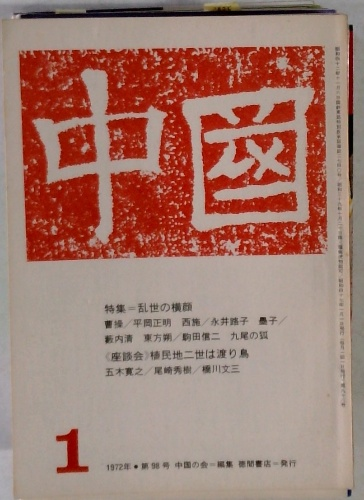 中國
特集=乱世の横顔
曹操/平岡正明 西施/永井路子 墨子/
藪内清 東方朔/駒田信二 九尾の狐
《座談会》植民地二世は渡り鳥
五木寛之/尾崎秀樹/橋川文三
1
1972年・第98号 中国の会=編集 徳間書店=発行